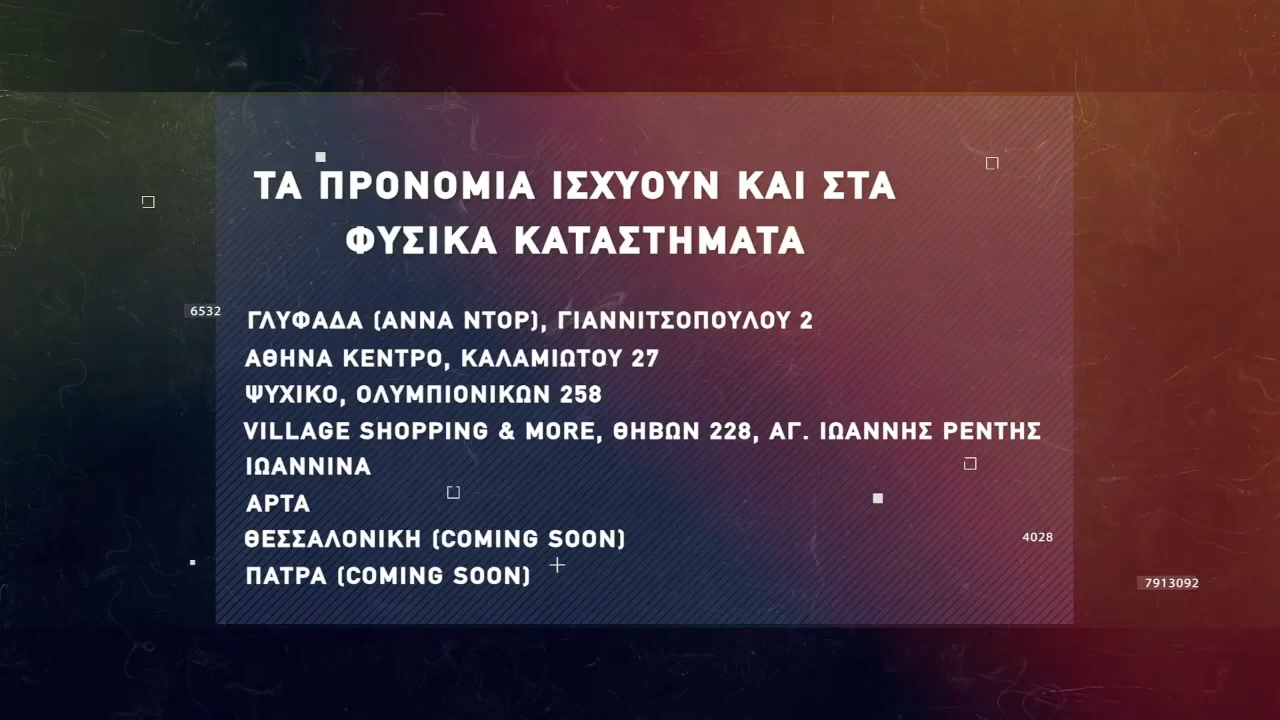 ΤΑ ΠΡΟΝΟΜΙΑ ΙΣΧΥΟΥΝ ΚΑΙ ΣΤΑ
ΦΥΣΙΚΑ ΚΑΤΑΣΤΗΜΑΤΑ
6532
ΓΛΥΦΑΔΑ (ΑΝΝΑ ΝΤΟΡ), ΓΙΑΝΝΙΤΣΟΠΟΥΛΟΥ 2
ΑΘΗΝΑ ΚΕΝΤΡΟ, ΚΑΛΑΜΙΩΤΟΥ 27
ΨΥΧΙΚΟ, ΟΛΥΜΠΙΟΝΙΚΩΝ 258
VILLAGE SHOPPING & MORE, ΘΗΒΩΝ 228, ΑΓ. ΙΩΑΝΝΗΣ ΡΕΝΤΗΣ
ΙΩΑΝΝΙΝΑ
ΑΡΤΑ
ΘΕΣΣΑΛΟΝΙΚΗ (COMING SOON)
4028
ΠΑΤΡΑ (COMING SOON)
7913092